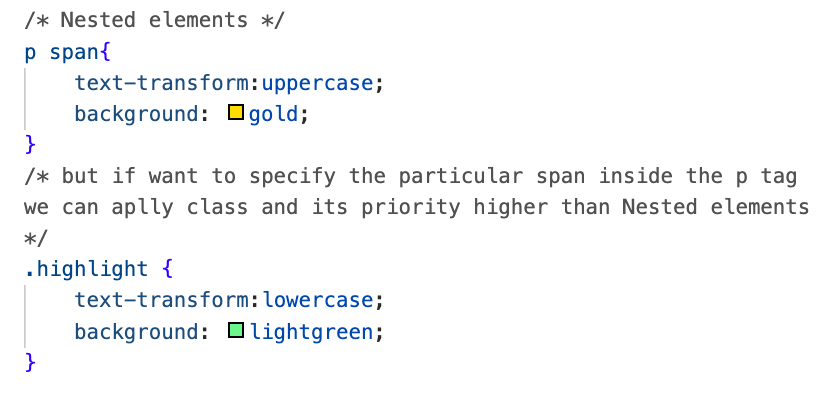 /* Nested elements */
p span{
    text-transform:uppercase;
    background: gold;
}
/* but if want to specify the particular span inside the p tag
we can aplly class and its priority higher than Nested elements
*/
.highlight {
    text-transform:lowercase;
    background: lightgreen;
}